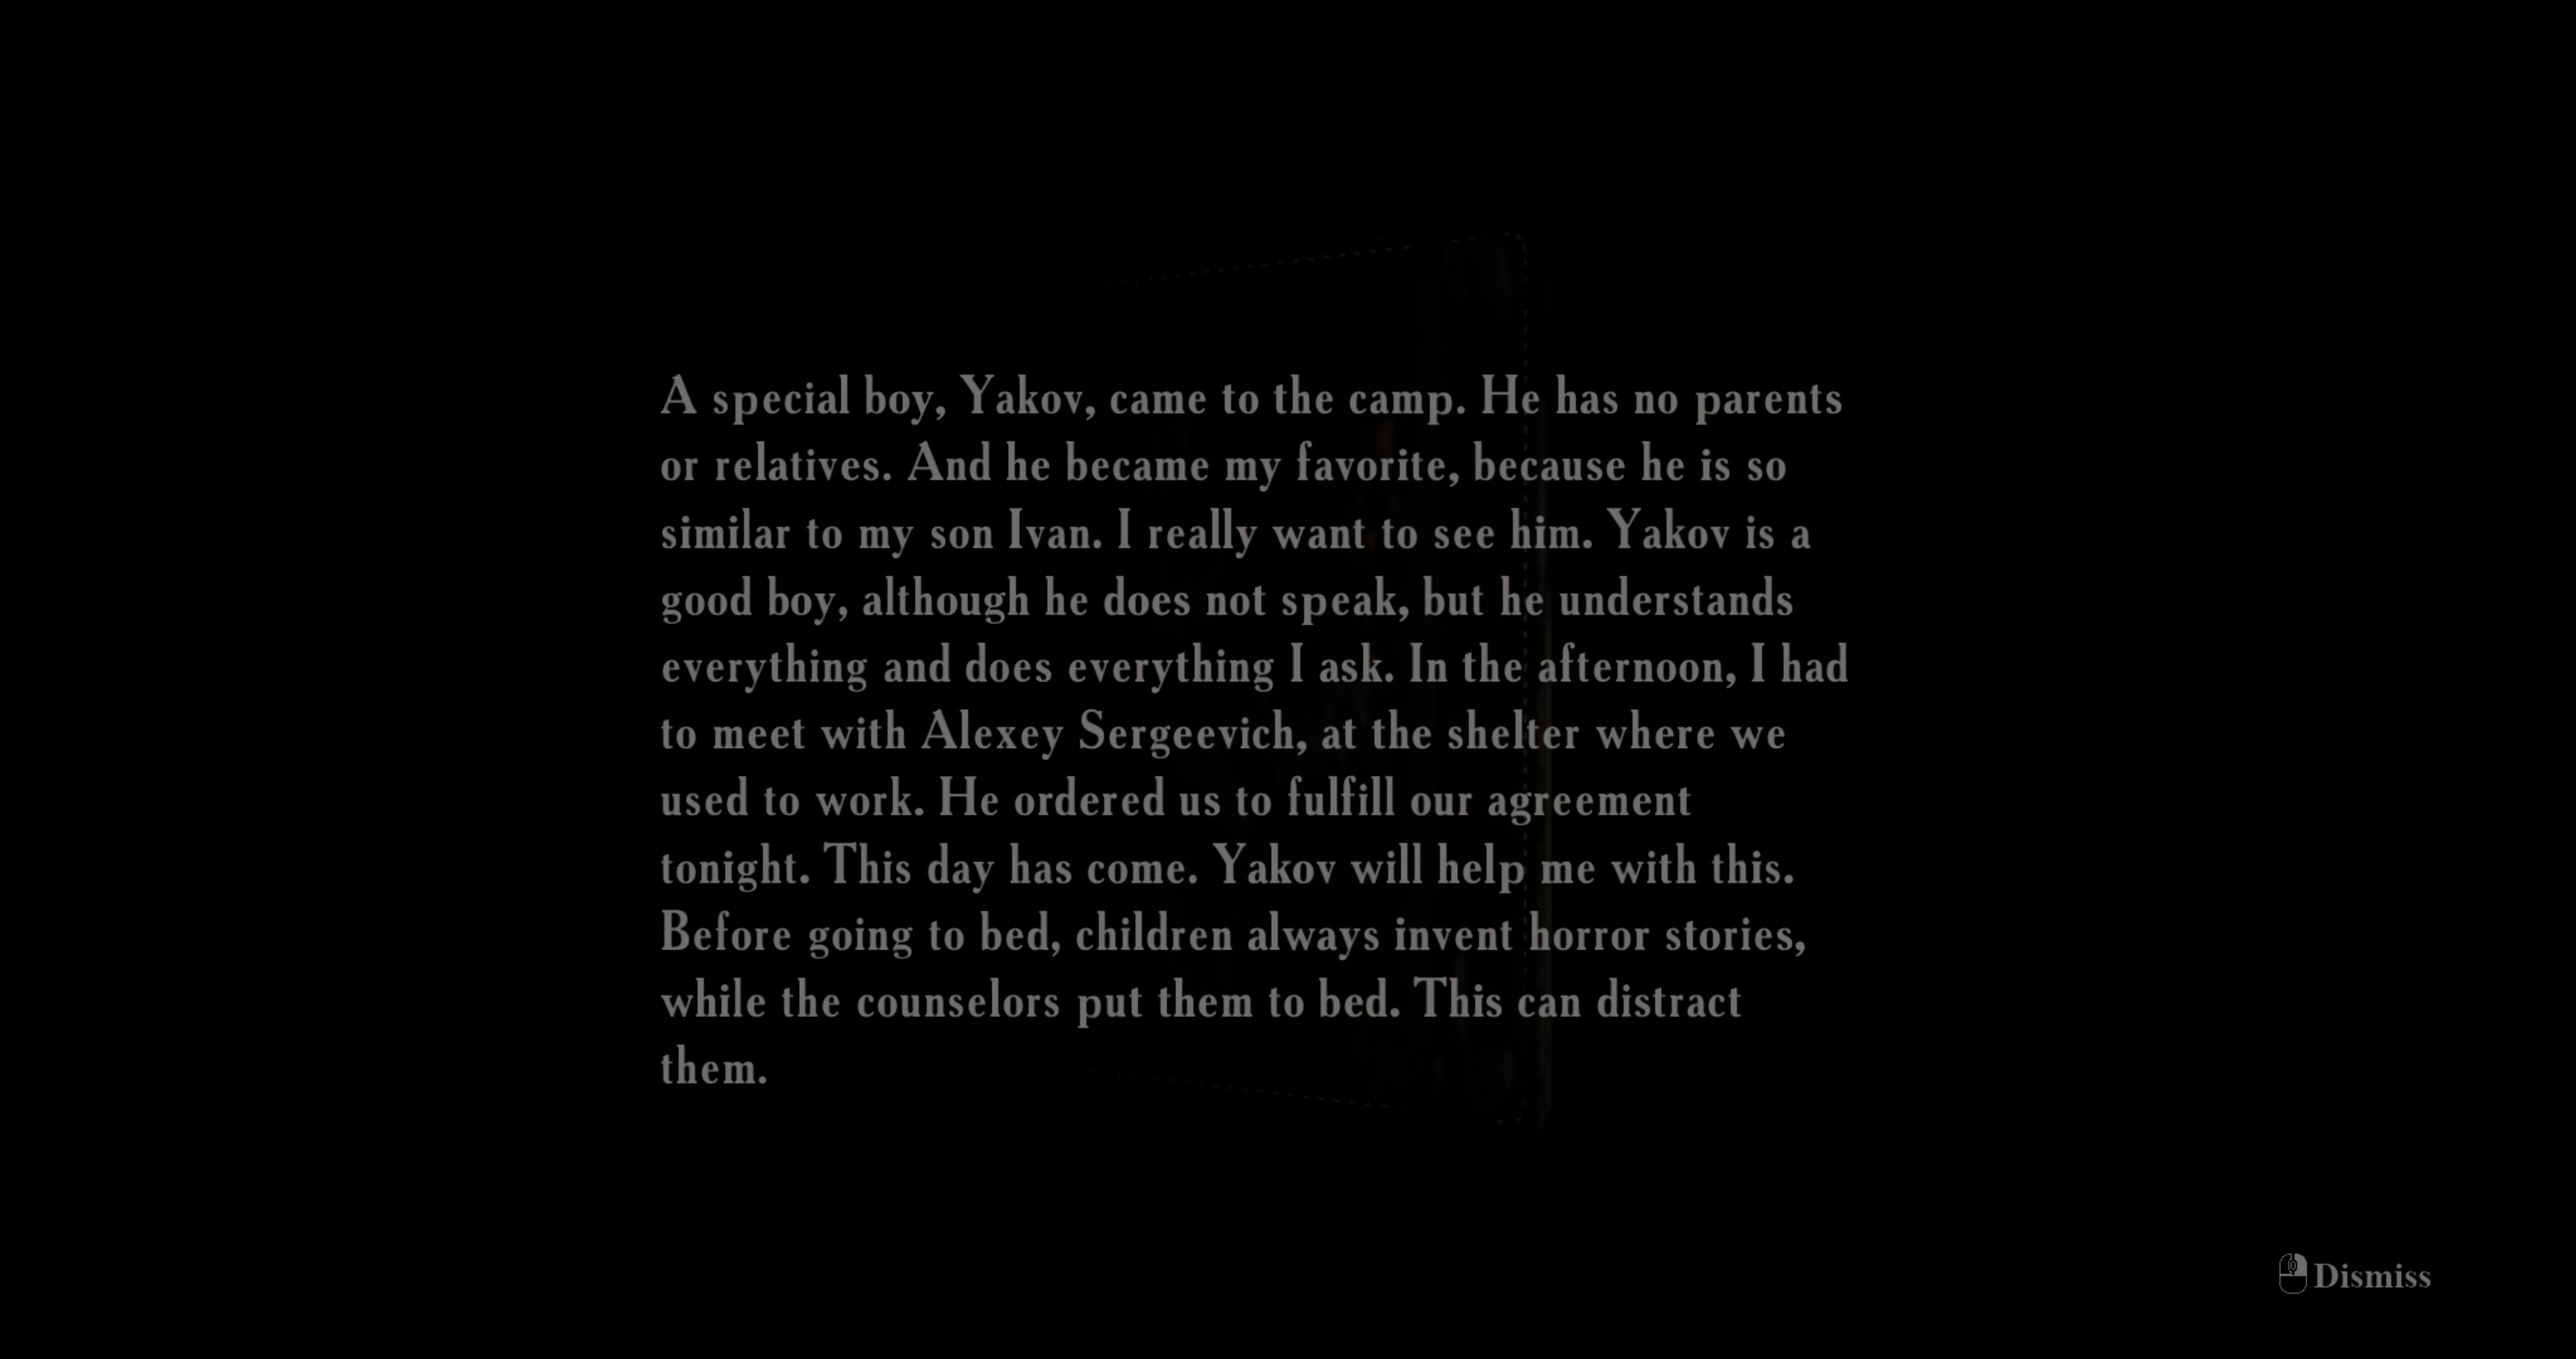 A special boy, Yakov, came to the camp. He has no parents
or relatives. And he became my favorite, because he is so
similar to my son Ivan. I really want to see him. Yakov is a
good boy, although he does not speak, but he understands
everything and does everything I ask. In the afternoon, I had
to meet with Alexey Sergeevich, at the shelter where we
used to work. He ordered us to fulfill our agreement
tonight. This day has come. Yakov will help me with this.
Before going to bed, children always invent horror stories,
while the counselors put them to bed. This can distract
them.
Dismiss